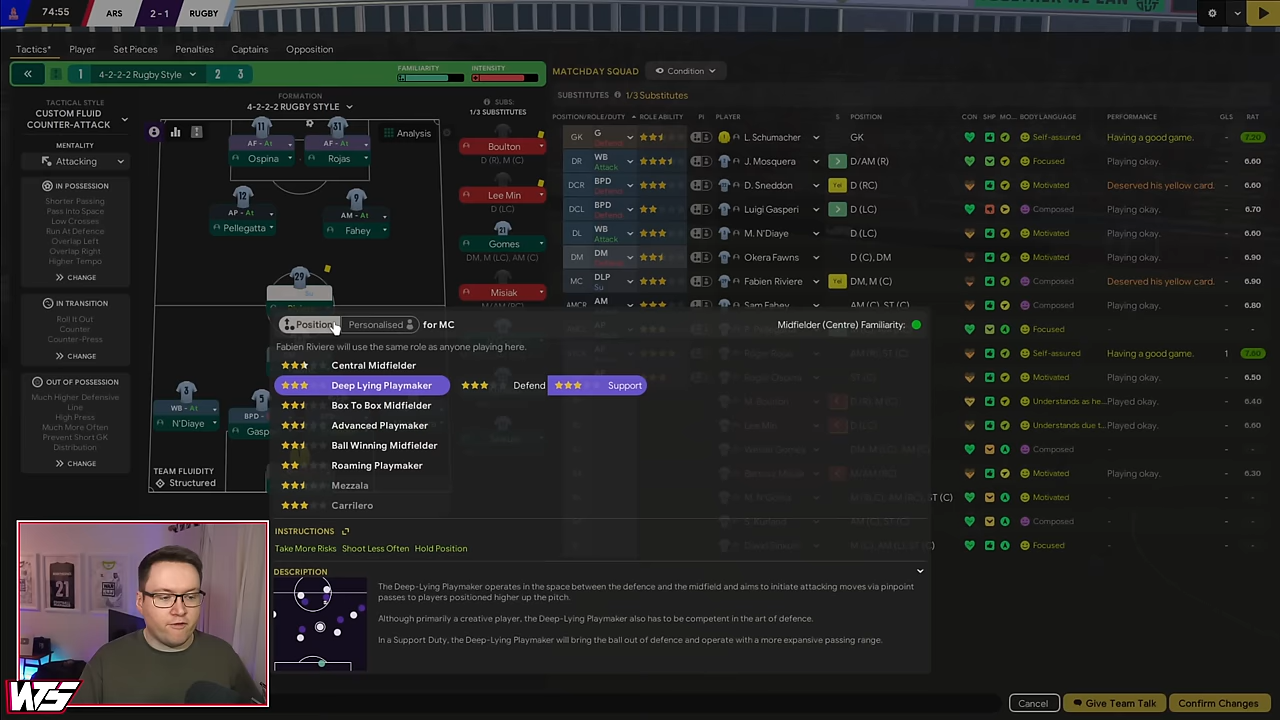 74:55 ARS 2 - 1 RUGBY
Tactics* Player Set Pieces Penalties Captains Opposition
1 4-2-2-2 Rugby Style 2 3 FAMILIARITY INTENSITY
MATCHDAY SQUAD Condition
SUBSTITUTES 1/3 Substitutes
TACTICAL STYLE
CUSTOM FLUID
COUNTER-ATTACK
MENTALITY
Attacking
IN POSSESSION
Shorter Passing
Pass Into Space
Low Crosses
Run At Defence
Overlap Left
Overlap Right
Higher Tempo
CHANGE
IN TRANSITION
Roll It Out
Counter
Counter-Press
CHANGE
OUT OF POSSESSION
Much Higher Defensive
Line
High Press
Much More Often
Prevent Short GK
Distribution
CHANGE
FORMATION
4-2-2-2 RUGBY STYLE
Analysis
11 31
AF - At AF - At
Ospina Rojas
12 9
AP - At AM - At
Pellegatta Fahey
29
Su
8 5
WB - At BPD -
N'Diaye Gasp
TEAM FLUIDITY
Structured
SUBS:
1/3 SUBSTITUTES
Boulton
D (R), M (C)
Lee Min
D (LC)
21
Gomes
DM, M (LC), AM (C)
Misiak
POSITION/ROLE/DUTY ROLE ABILITY PI PLAYER S POSITION CON SHP MO... BODY LANGUAGE PERFORMANCE GLS RAT
GK G Defend L. Schumacher GK Self-assured Having a good game. - 7.20
DR WB Attack J. Mosquera D/AM (R) Focused Playing okay. - 6.60
DCR BPD Defend D. Sneddon Yel D (RC) Motivated Deserved his yellow card. - 6.90
DCL BPD Defend Luigi Gasperi D (LC) Composed Playing okay. - 6.70
DL WB Attack M. N'Diaye D (LC) Motivated Playing okay. - 6.60
DM DM Defend Okera Fawns D (C), DM Motivated Playing okay. - 6.60
MC DLP Su Fabien Riviere Yel DM, M (C) Composed Deserved his yellow card. - 6.90
AMCR AM Sam Fahey AM (C), ST (C) Composed Playing okay. - 6.80
Focused - -
Self-assured Having a good game. 1 7.60
Motivated Playing okay. - 6.50
Understands as he... Played okay. - 6.40
Understands due t... Played okay. - 6.60
Composed - - -
Motivated Playing okay. - 6.30
Motivated - - -
Composed - - -
Focused - - -
Position Personalised for MC Midfielder (Centre) Familiarity:
Fabien Riviere will use the same role as anyone playing here.
Central Midfielder
Deep Lying Playmaker Defend Support
Box To Box Midfielder
Advanced Playmaker
Ball Winning Midfielder
Roaming Playmaker
Mezzala
Carrilero
INSTRUCTIONS
Take More Risks Shoot Less Often Hold Position
DESCRIPTION
The Deep-Lying Playmaker operates in the space between the defence and the midfield and aims to initiate attacking moves via pinpoint
passes to players positioned higher up the pitch.
Although primarily a creative player, the Deep-Lying Playmaker also has to be competent in the art of defence.
In a Support Duty, the Deep-Lying Playmaker will bring the ball out of defence and operate with a more expansive passing range.
21
WTS
Cancel Give Team Talk Confirm Changes